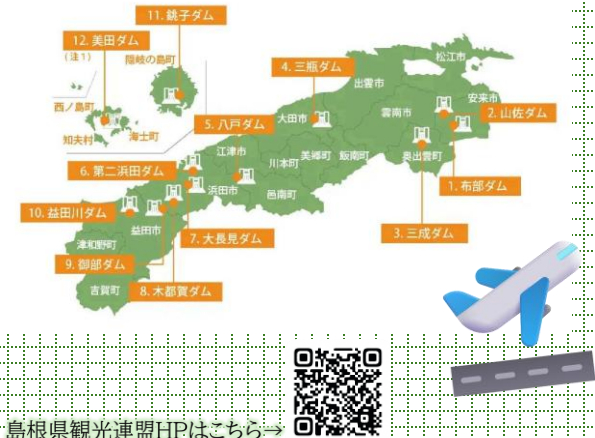 11. 銚子ダム
12. 美田ダム
(注1)
隠岐の島町
西ノ島町
知夫村
海士町
4. 三瓶ダム
松江市
出雲市
安来市
2. 山佐ダム
雲南市
大田市
5. 八戸ダム
江津市
川本町
美郷町
飯南町
奥出雲町
6. 第二浜田ダム
浜田市
邑南町
1. 布部ダム
10. 益田川ダム
益田市
7. 大長見ダム
3. 三成ダム
津和野町
9. 御部ダム
吉賀町
8. 木都賀ダム
島根県観光連盟HPはこちら→